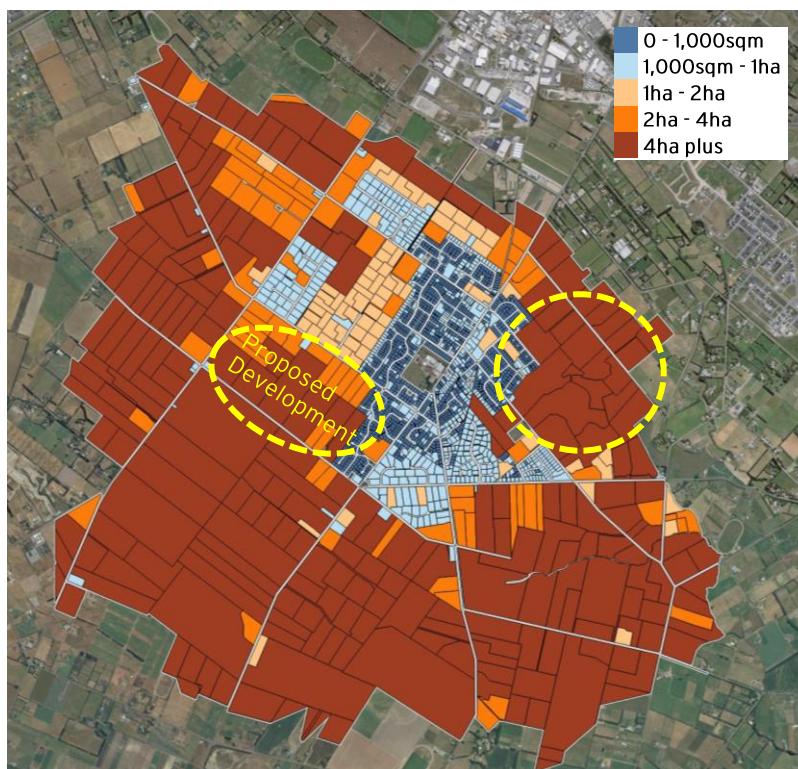 0 - 1,000sqm
1,000sqm - 1ha
1ha - 2ha
2ha - 4ha
4ha plus
Proposed
Development